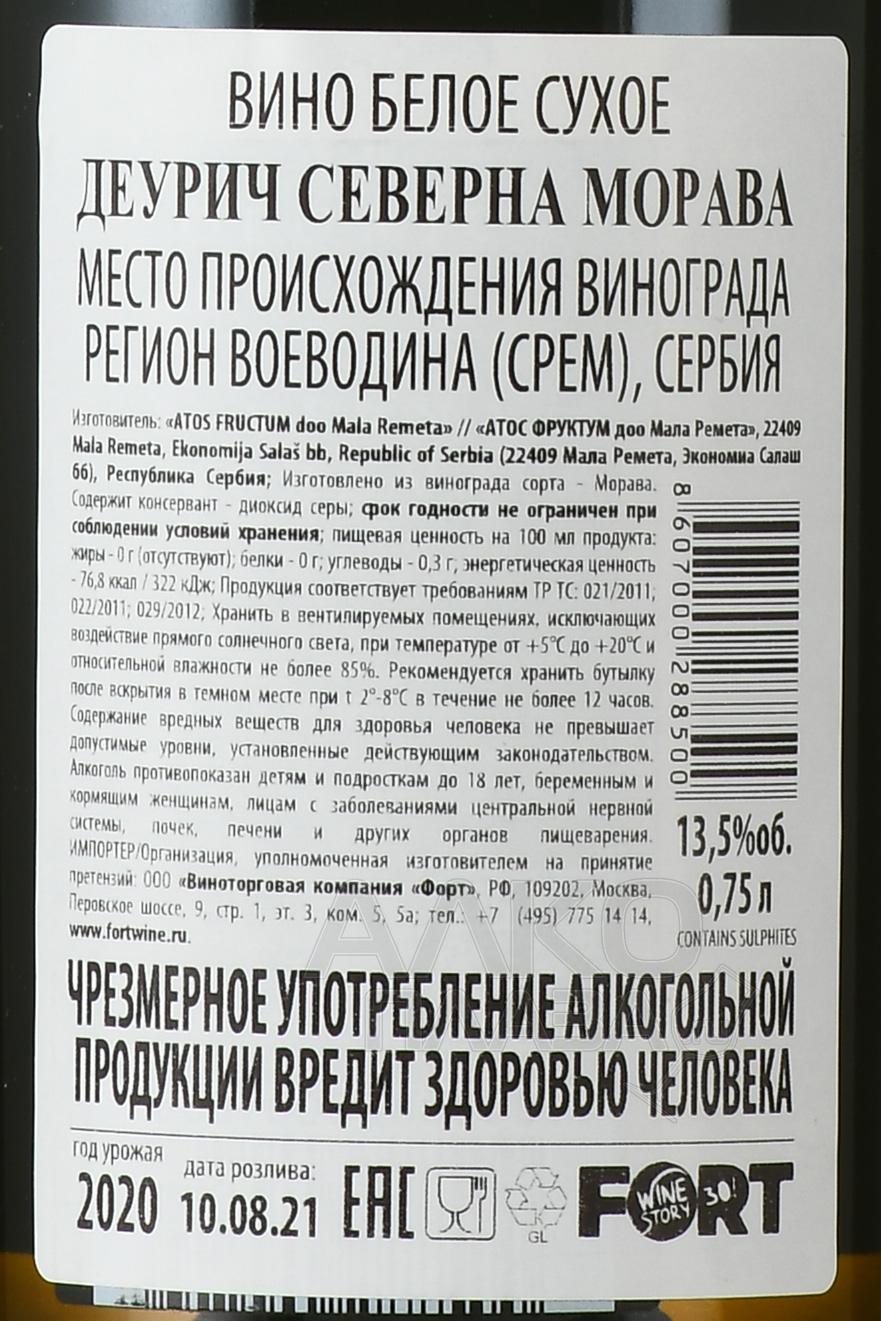 ВИНО БЕЛОЕ СУХОЕ
ДЕУРИЧ СЕВЕРНА МОРАВА
МЕСТО ПРОИСХОЖДЕНИЯ ВИНОГРАДА
РЕГИОН ВОЕВОДИНА (СРЕМ), СЕРБИЯ
Изготовитель: «ATOS FRUCTUM doo Mala Remeta» // «АТОС ФРУКТУМ доо Мала Ремета», 22409
Mala Remeta, Ekonomija Salaš bb, Republic of Serbia (22409 Мала Ремета, Экономиа Салаш
бб), Республика Сербия; Изготовлено из винограда сорта - Морава.
Содержит консервант - диоксид серы; срок годности не ограничен при
соблюдении условий хранения; пищевая ценность на 100 мл продукта:
жиры - 0 г (отсутствуют); белки - 0 г; углеводы - 0,3 г; энергетическая ценность
- 76,8 ккал / 322 кДж; Продукция соответствует требованиям ТР ТС: 021/2011;
022/2011; 029/2012; Хранить в вентилируемых помещениях, исключающих
воздействие прямого солнечного света, при температуре от +5°С до +20°С и
относительной влажности не более 85%. Рекомендуется хранить бутылку
после вскрытия в темном месте при t 2°-8°С в течение не более 12 часов.
Содержание вредных веществ для здоровья человека не превышает
допустимые уровни, установленные действующим законодательством.
Алкоголь противопоказан детям и подросткам до 18 лет, беременным и
кормящим женщинам, лицам с заболеваниями центральной нервной
системы, почек, печени и других органов пищеварения.
ИМПОРТЕР/Организация, уполномоченная изготовителем на принятие
претензий: ООО «Виноторговая компания «Форт», РФ, 109202, Москва,
Перовское шоссе, 9, стр. 1, эт. 3, ком. 5, 5а; тел.: +7 (495) 775 14 14,
www.fortwine.ru.
8 607000 288500
13,5%об.
0,75 л
CONTAINS SULPHITES
АЛКО
ЧРЕЗМЕРНОЕ УПОТРЕБЛЕНИЕ АЛКОГОЛЬНОЙ
ПРОДУКЦИИ ВРЕДИТ ЗДОРОВЬЮ ЧЕЛОВЕКА
год урожая
2020
дата розлива:
10.08.21
EAC
GL
FORT
WINE STORY
30!